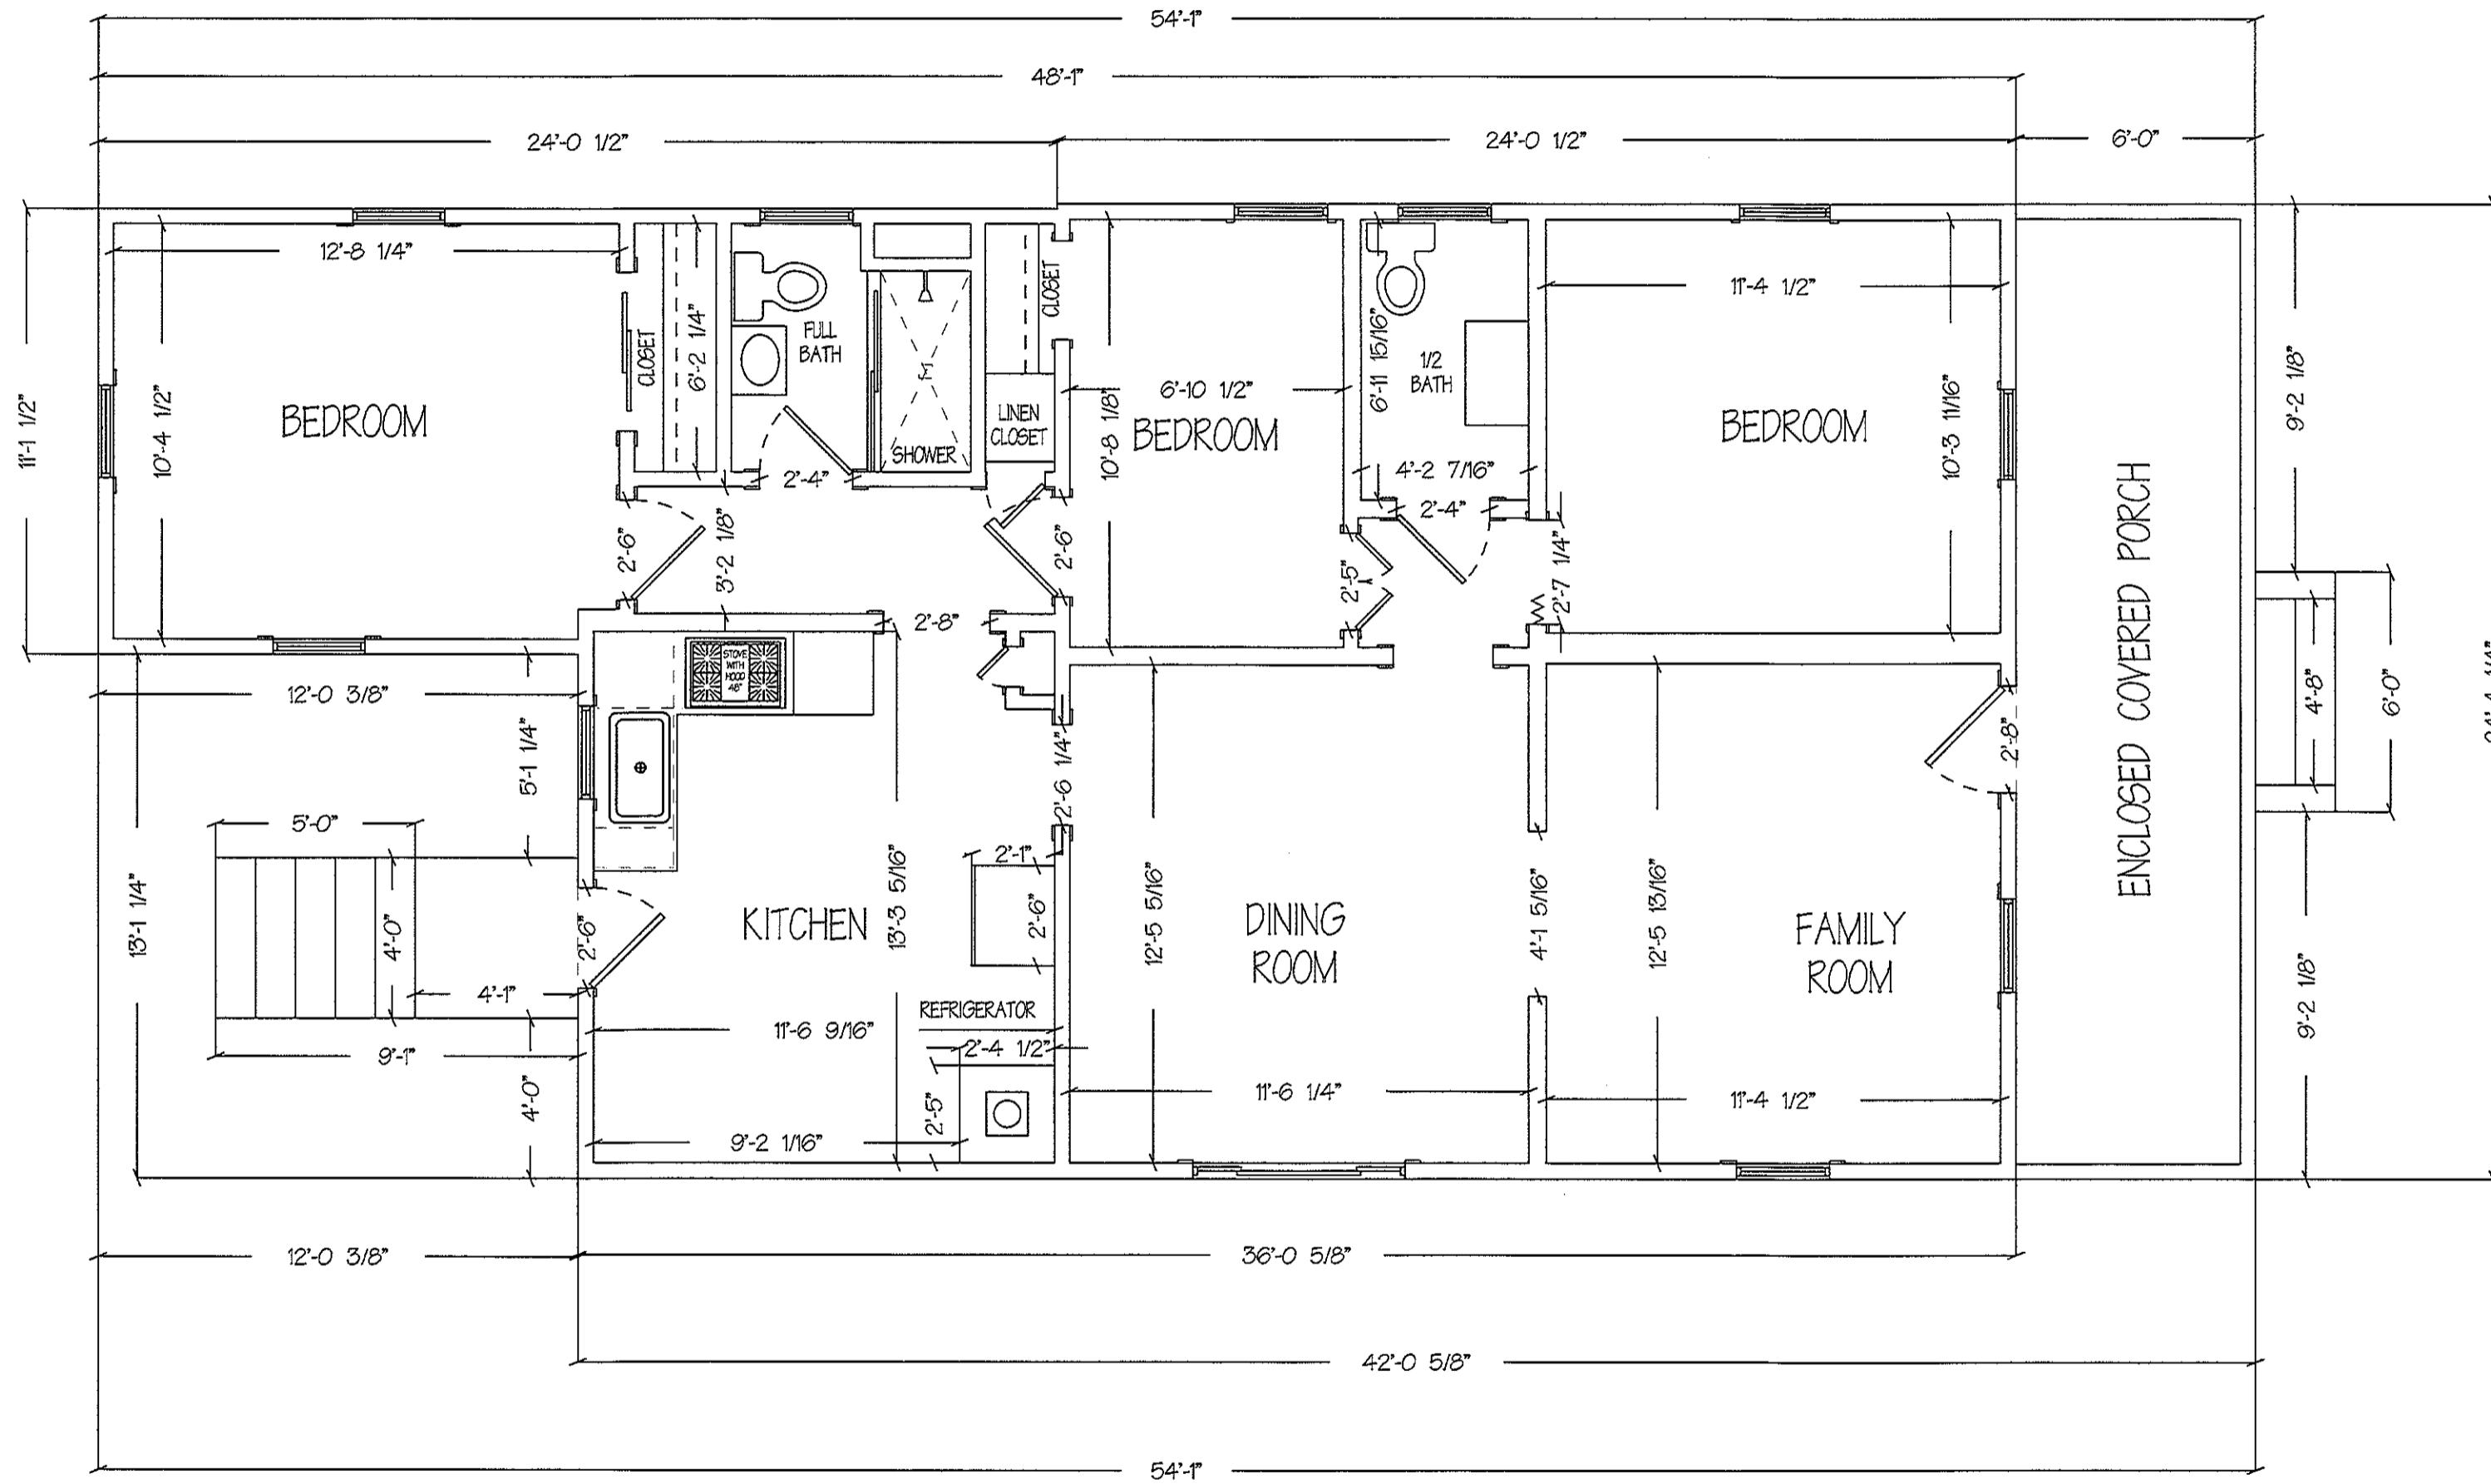 54'-1"
48'-1"
24'-0 1/2"
24'-0 1/2"
6'-0"
12'-8 1/4"
11'-1 1/2"
10'-4 1/2"
BEDROOM
CLOSET
6'-2 1/4"
FULL
BATH
SHOWER
CLOSET
LINEN
CLOSET
2'-4"
6'-10 1/2"
BEDROOM
10'-8 1/8"
6'-11 15/16"
1/2
BATH
4'-2 7/16"
2'-4"
11'-4 1/2"
BEDROOM
10'-3 11/16"
ENCLOSED COVERED PORCH
9'-2 1/8"
2'-6"
3'-2 1/8"
2'-6"
2'-8"
2'-5"
2'-7 1/4"
STOVE
WITH
HOOD
48"
12'-0 3/8"
5'-1 1/4"
2'-6 1/4"
2'-8"
4'-8"
6'-0"
5'-0"
13'-1 1/4"
4'-0"
4'-1"
9'-1"
4'-0"
2'-6"
KITCHEN
13'-3 5/16"
2'-1"
2'-6"
REFRIGERATOR
11'-6 9/16"
2'-4 1/2"
2'-5"
9'-2 1/16"
12'-5 5/16"
DINING
ROOM
11'-6 1/4"
4'-1 5/16"
12'-5 13/16"
FAMILY
ROOM
11'-4 1/2"
9'-2 1/8"
12'-0 3/8"
36'-0 5/8"
42'-0 5/8"
54'-1"